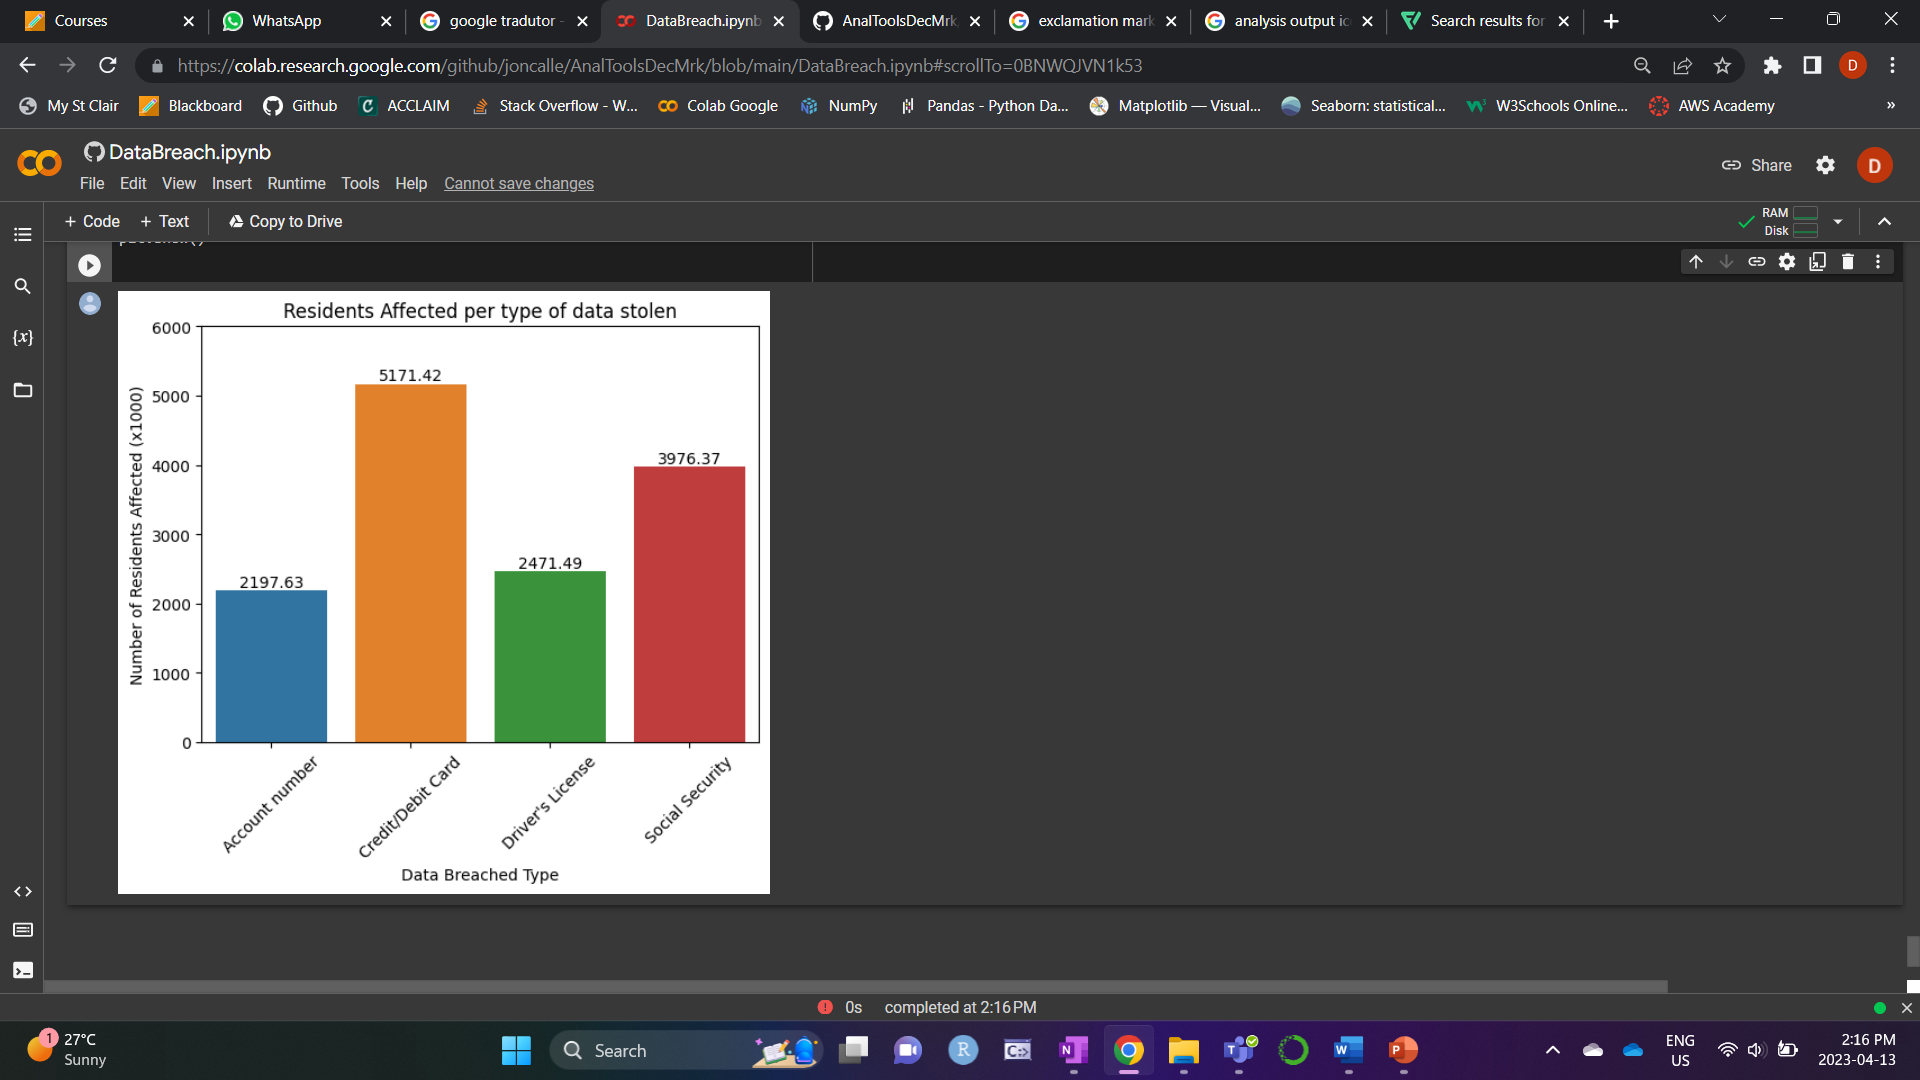 Courses
WhatsApp
google tradutor -
DataBreach.ipynb
AnalToolsDecMrk
exclamation mark
analysis output ic
Search results for
https://colab.research.google.com/github/joncalle/AnalToolsDecMrk/blob/main/DataBreach.ipynb#scrollTo=0BNWQJVN1k53
D
My St Clair
Blackboard
Github
ACCLAIM
Stack Overflow - W...
Colab Google
NumPy
Pandas - Python Da...
Matplotlib — Visual...
Seaborn: statistical...
W3Schools Online...
AWS Academy
»
DataBreach.ipynb
File Edit View Insert Runtime Tools Help Cannot save changes
Share
D
+ Code + Text Copy to Drive
RAM
Disk
{x}
Residents Affected per type of data stolen
Number of Residents Affected (x1000)
6000
5000
4000
3000
2000
1000
0
2197.63
5171.42
2471.49
3976.37
Account number
Credit/Debit Card
Driver's License
Social Security
Data Breached Type
0s completed at 2:16 PM
1
27°C
Sunny
Search
ENG
US
2:16 PM
2023-04-13